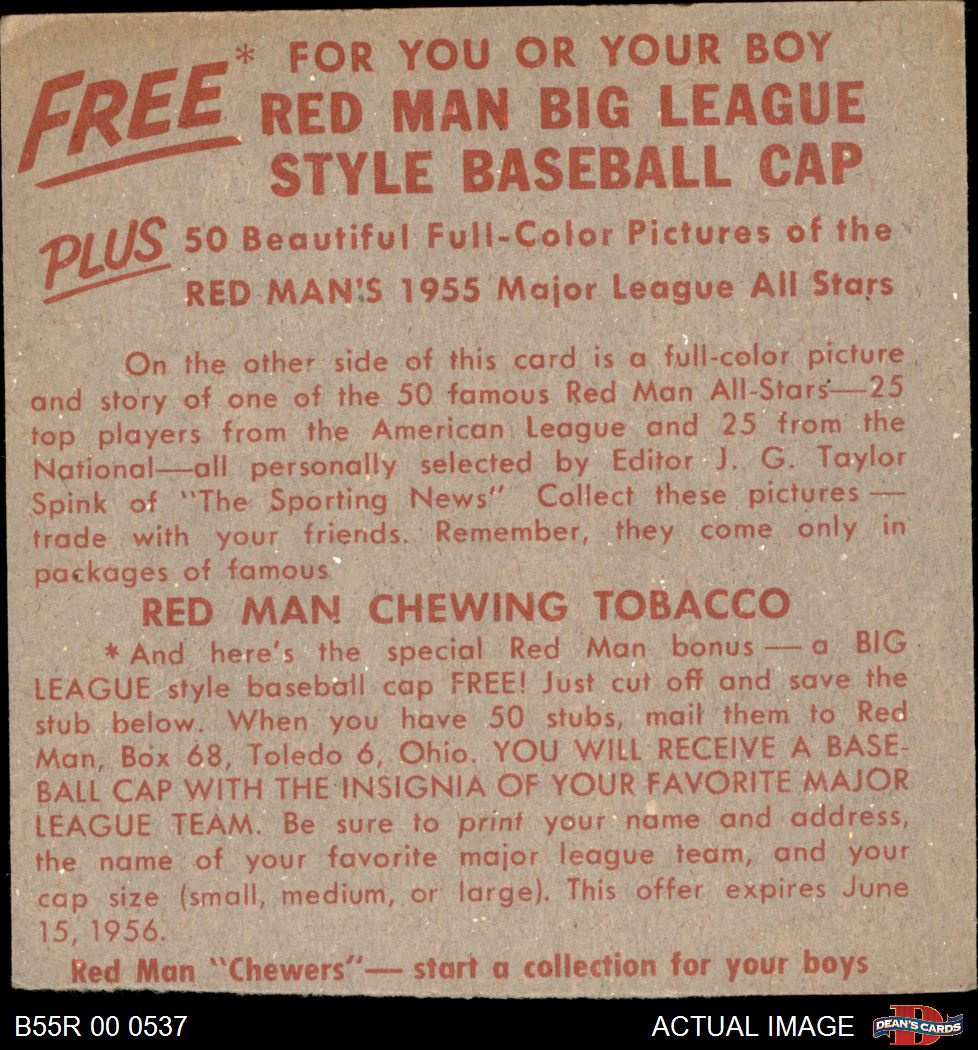 FREE* FOR YOU OR YOUR BOY
RED MAN BIG LEAGUE
STYLE BASEBALL CAP
PLUS 50 Beautiful Full-Color Pictures of the
RED MAN'S 1955 Major League All Stars
On the other side of this card is a full-color picture
and story of one of the 50 famous Red Man All-Stars—25
top players from the American League and 25 from the
National—all personally selected by Editor J. G. Taylor
Spink of "The Sporting News" Collect these pictures —
trade with your friends. Remember, they come only in
packages of famous
RED MAN CHEWING TOBACCO
* And here's the special Red Man bonus — a BIG
LEAGUE style baseball cap FREE! Just cut off and save the
stub below. When you have 50 stubs, mail them to Red
Man, Box 68, Toledo 6, Ohio. YOU WILL RECEIVE A BASE-
BALL CAP WITH THE INSIGNIA OF YOUR FAVORITE MAJOR
LEAGUE TEAM. Be sure to print your name and address,
the name of your favorite major league team, and your
cap size (small, medium, or large). This offer expires June
15, 1956.
Red Man "Chewers"— start a collection for your boys
B55R 00 0537
ACTUAL IMAGE
DEAN'S CARDS